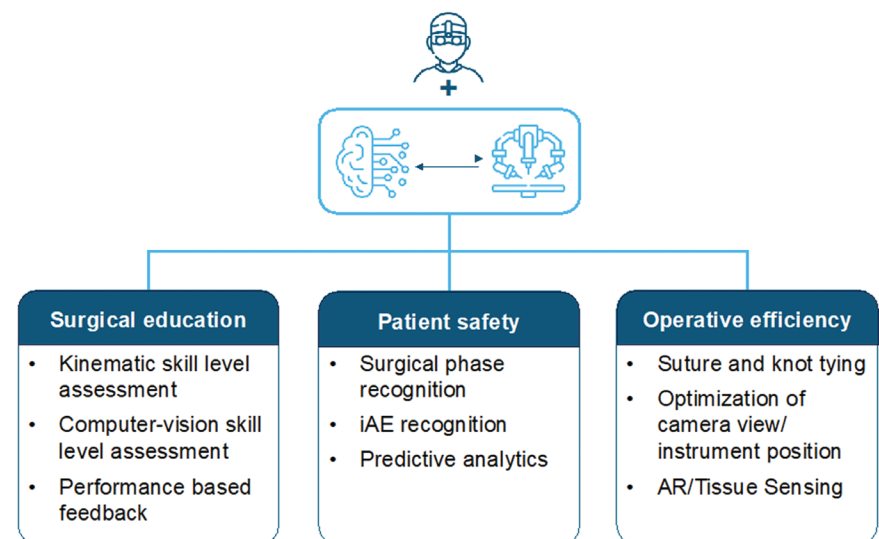 Surgical education
• Kinematic skill level
assessment
• Computer-vision skill
level assessment
• Performance based
feedback
Patient safety
• Surgical phase
recognition
• iAE recognition
• Predictive analytics
Operative efficiency
• Suture and knot tying
• Optimization of
camera view/
instrument position
• AR/Tissue Sensing